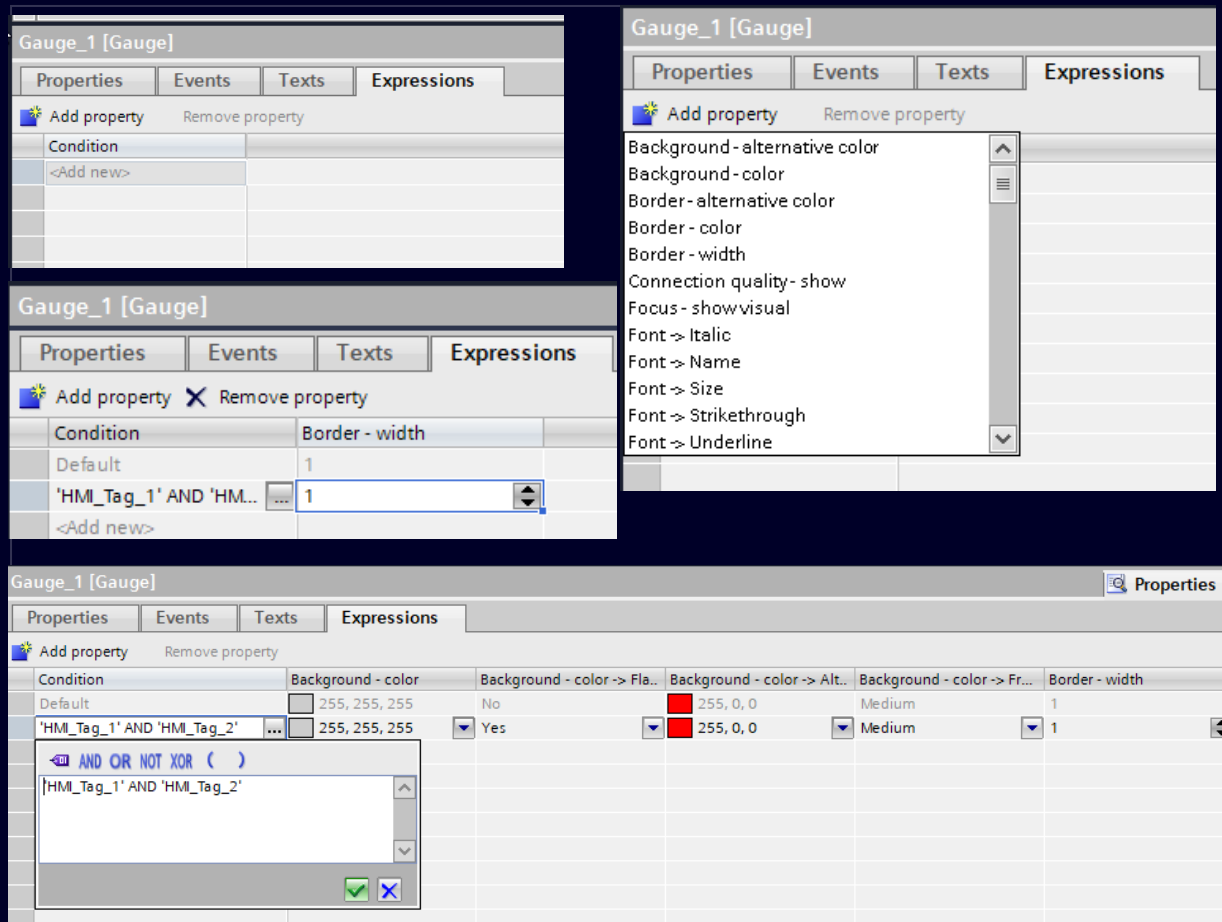 Gauge_1 [Gauge]
Properties Events Texts Expressions
Add property Remove property
Condition
<Add new>
Gauge_1 [Gauge]
Properties Events Texts Expressions
Add property Remove property
Background - alternative color
Background - color
Border - alternative color
Border - color
Border - width
Connection quality - show
Focus - show visual
Font -> Italic
Font -> Name
Font -> Size
Font -> Strikethrough
Font -> Underline
Gauge_1 [Gauge]
Properties Events Texts Expressions
Add property Remove property
Condition Border - width
Default 1
'HMI_Tag_1' AND 'HM... ... 1
<Add new>
Gauge_1 [Gauge] Properties
Properties Events Texts Expressions
Add property Remove property
Condition Background - color Background - color -> Fla.. Background - color -> Alt.. Background - color -> Fr... Border - width
Default 255, 255, 255 No 255, 0, 0 Medium 1
'HMI_Tag_1' AND 'HMI_Tag_2' ... 255, 255, 255 Yes 255, 0, 0 Medium 1
AND OR NOT XOR ( )
'HMI_Tag_1' AND 'HMI_Tag_2'